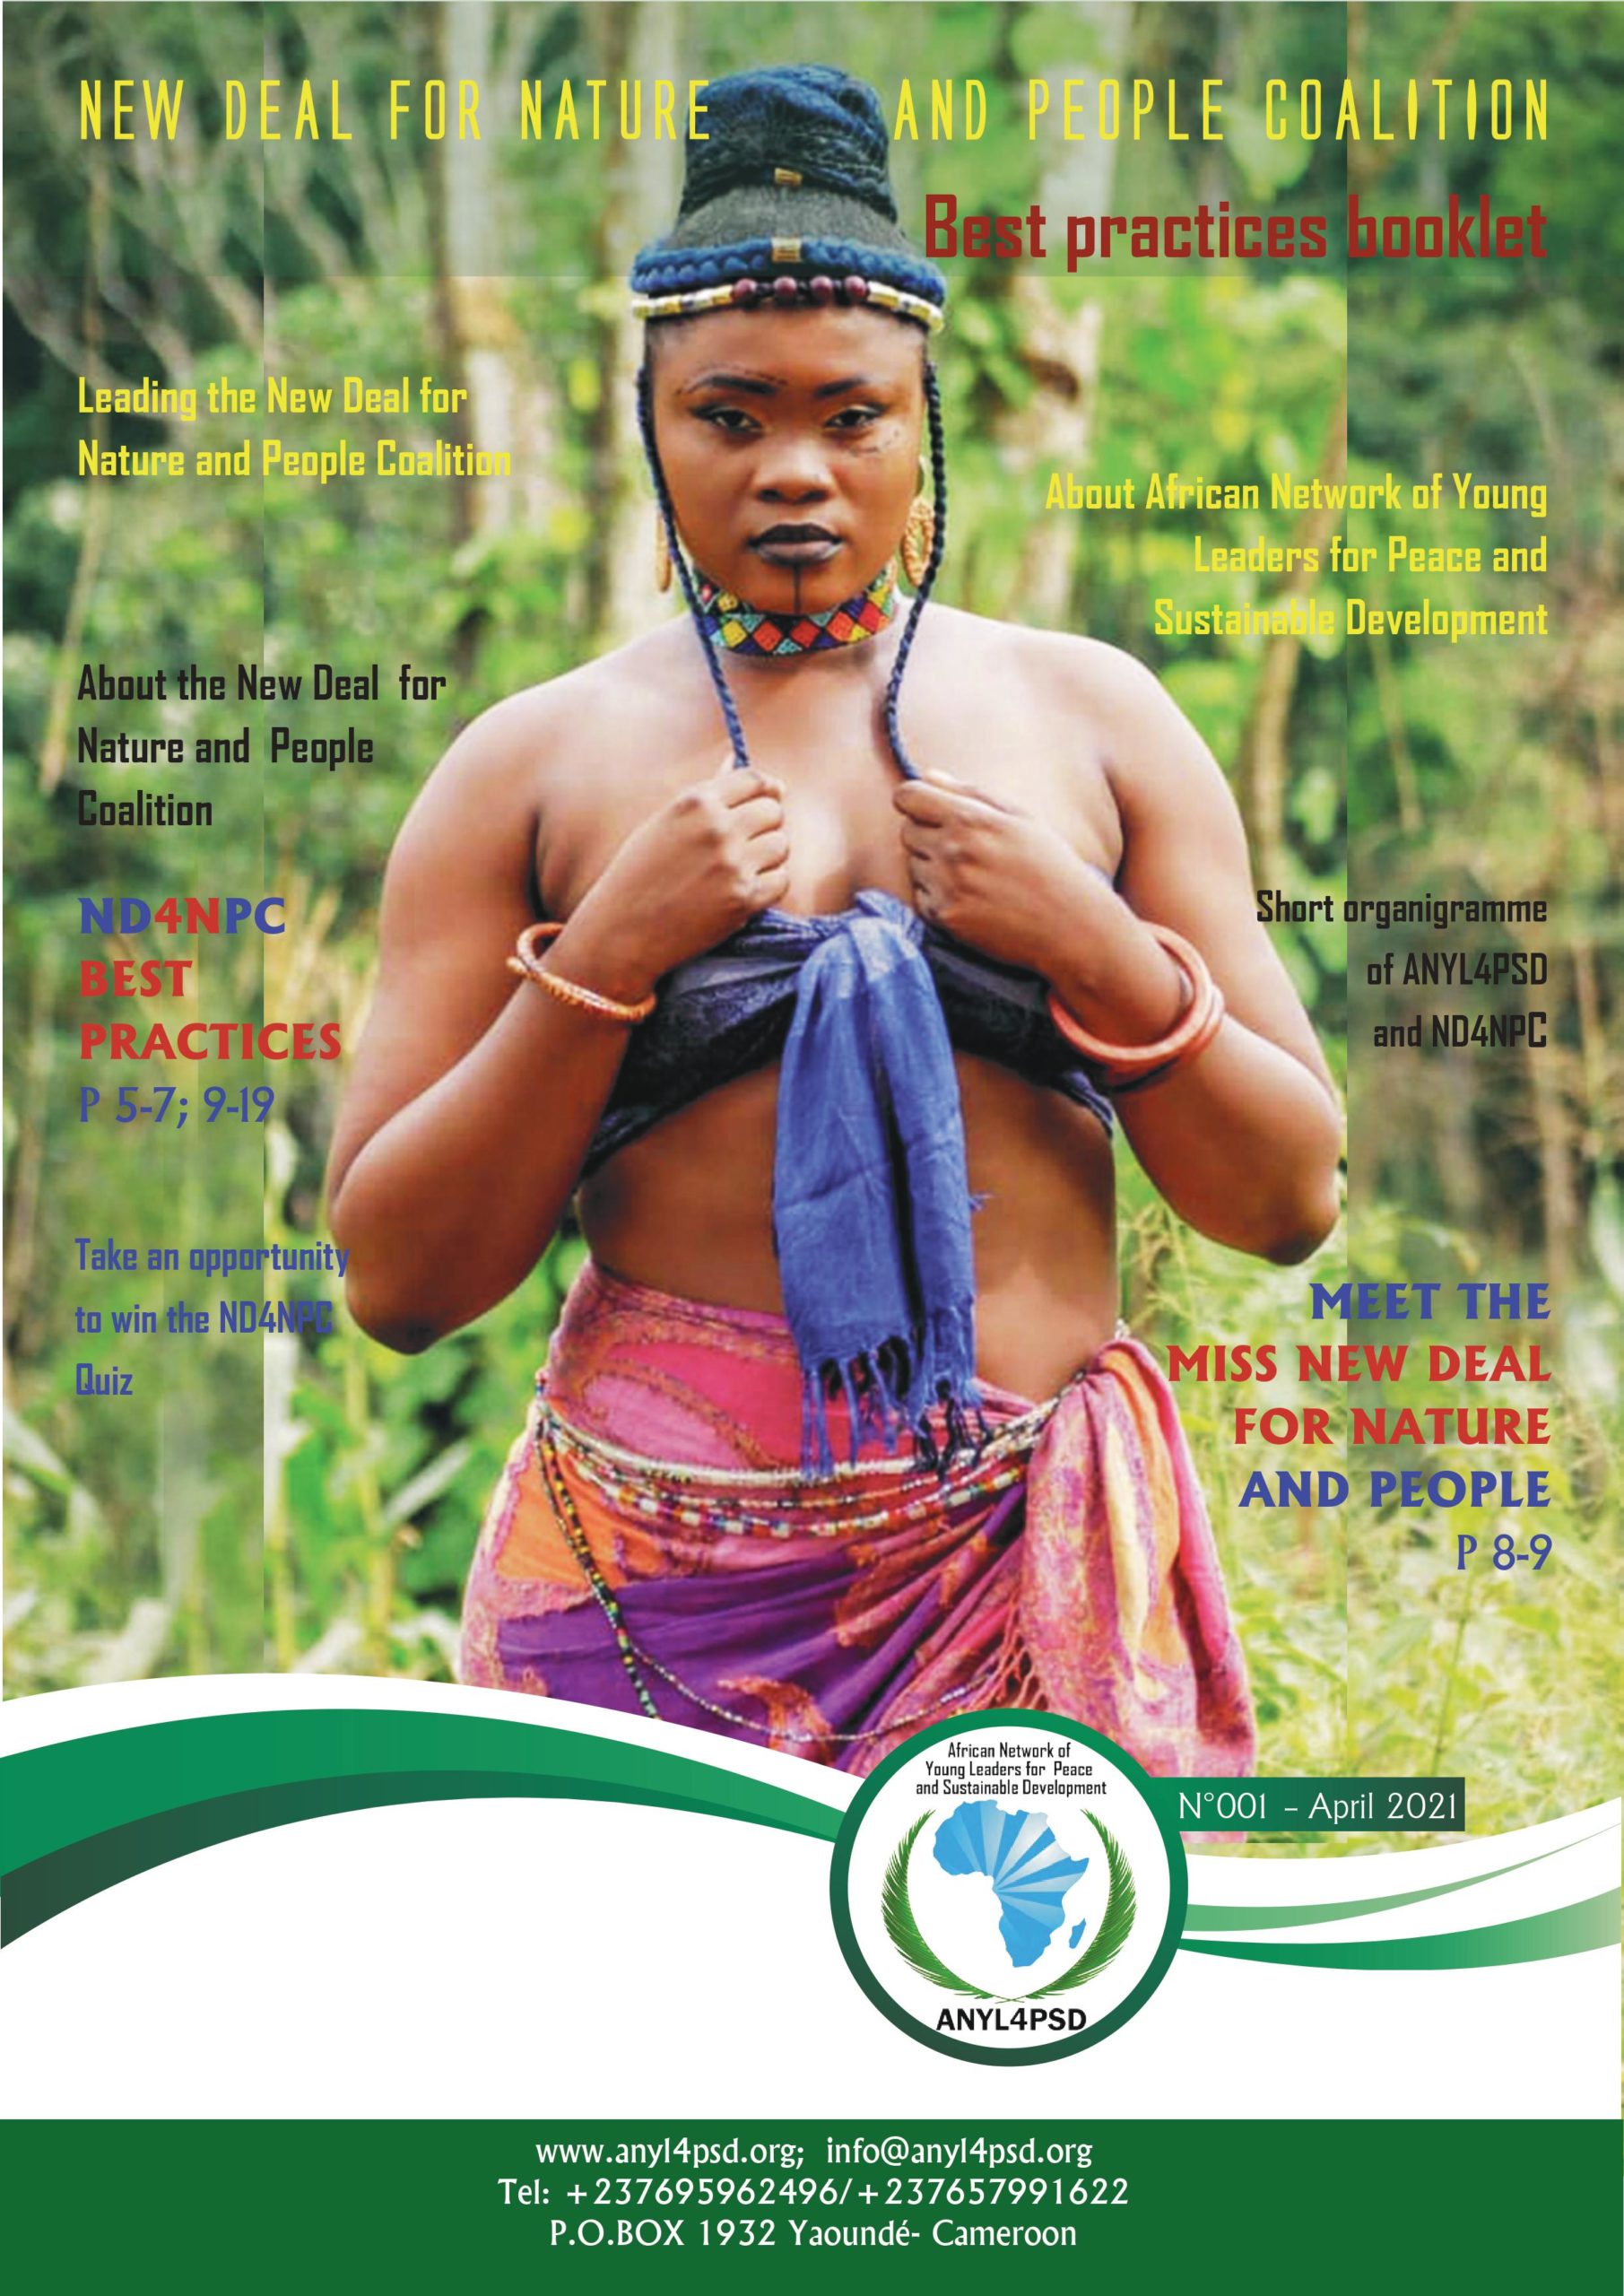 NEW DEAL FOR NATURE AND PEOPLE COALITION
Best practices booklet
Leading the New Deal for
Nature and People Coalition
About African Network of Young
Leaders for Peace and
Sustainable Development
About the New Deal for
Nature and People
Coalition
ND4NPC
BEST
PRACTICES
P 5-7; 9-19
Short organigramme
of ANYL4PSD
and ND4NPC
Take an opportunity
to win the ND4NPC
Quiz
MEET THE
MISS NEW DEAL
FOR NATURE
AND PEOPLE
P 8-9
African Network of
Young Leaders for Peace
and Sustainable Development
ANYL4PSD
N°001 – April 2021
www.anyl4psd.org; info@anyl4psd.org
Tel: +237695962496/+237657991622
P.O.BOX 1932 Yaoundé- Cameroon